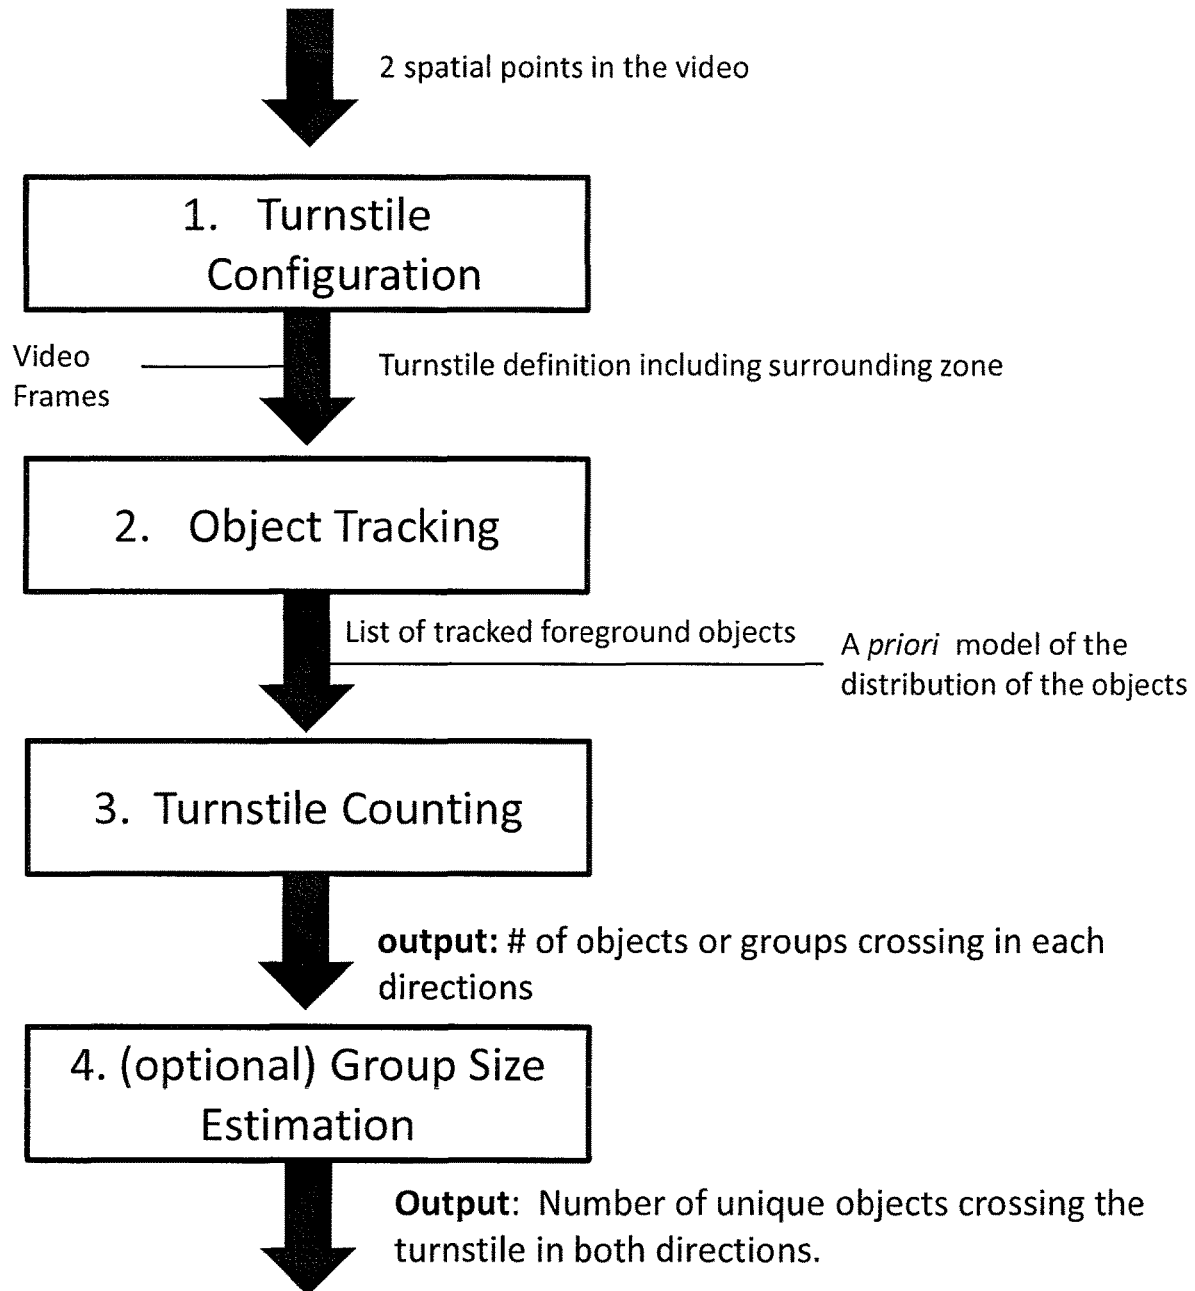 2 spatial points in the video
1. Turnstile
Configuration
Video
Frames
Turnstile definition including surrounding zone
2. Object Tracking
List of tracked foreground objects
A priori model of the
distribution of the objects
3. Turnstile Counting
output: # of objects or groups crossing in each
directions
4. (optional) Group Size
Estimation
Output: Number of unique objects crossing the
turnstile in both directions.